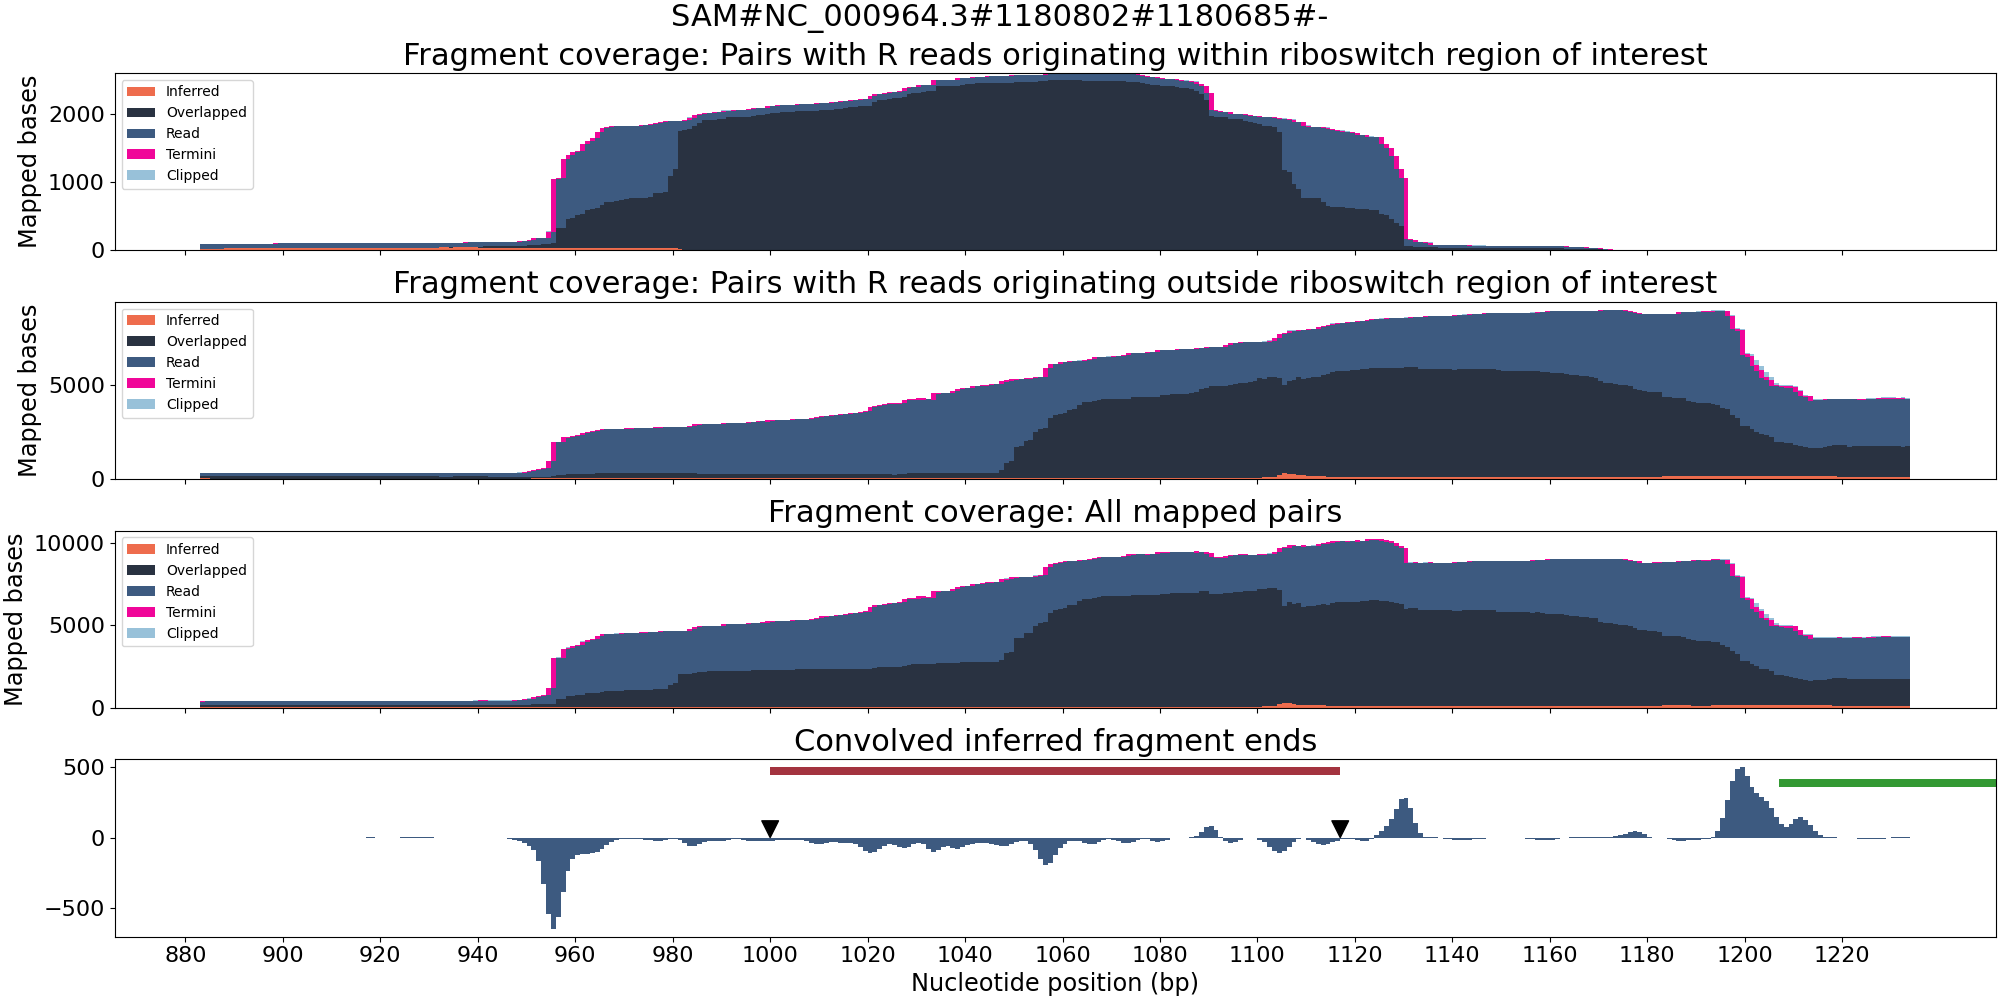 SAM#NC_000964.3#1180802#1180685#-
Fragment coverage: Pairs with R reads originating within riboswitch region of interest
Mapped bases
2000
1000
0
Inferred
Overlapped
Read
Termini
Clipped
Fragment coverage: Pairs with R reads originating outside riboswitch region of interest
Mapped bases
5000
0
Inferred
Overlapped
Read
Termini
Clipped
Fragment coverage: All mapped pairs
Mapped bases
10000
5000
0
Inferred
Overlapped
Read
Termini
Clipped
Convolved inferred fragment ends
500
0
−500
880 900 920 940 960 980 1000 1020 1040 1060 1080 1100 1120 1140 1160 1180 1200 1220
Nucleotide position (bp)